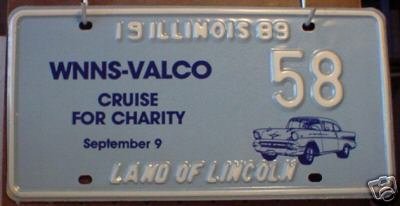 19 ILLINOIS 89
WNNS-VALCO
58
CRUISE
FOR CHARITY
September 9
LAND OF LINCOLN